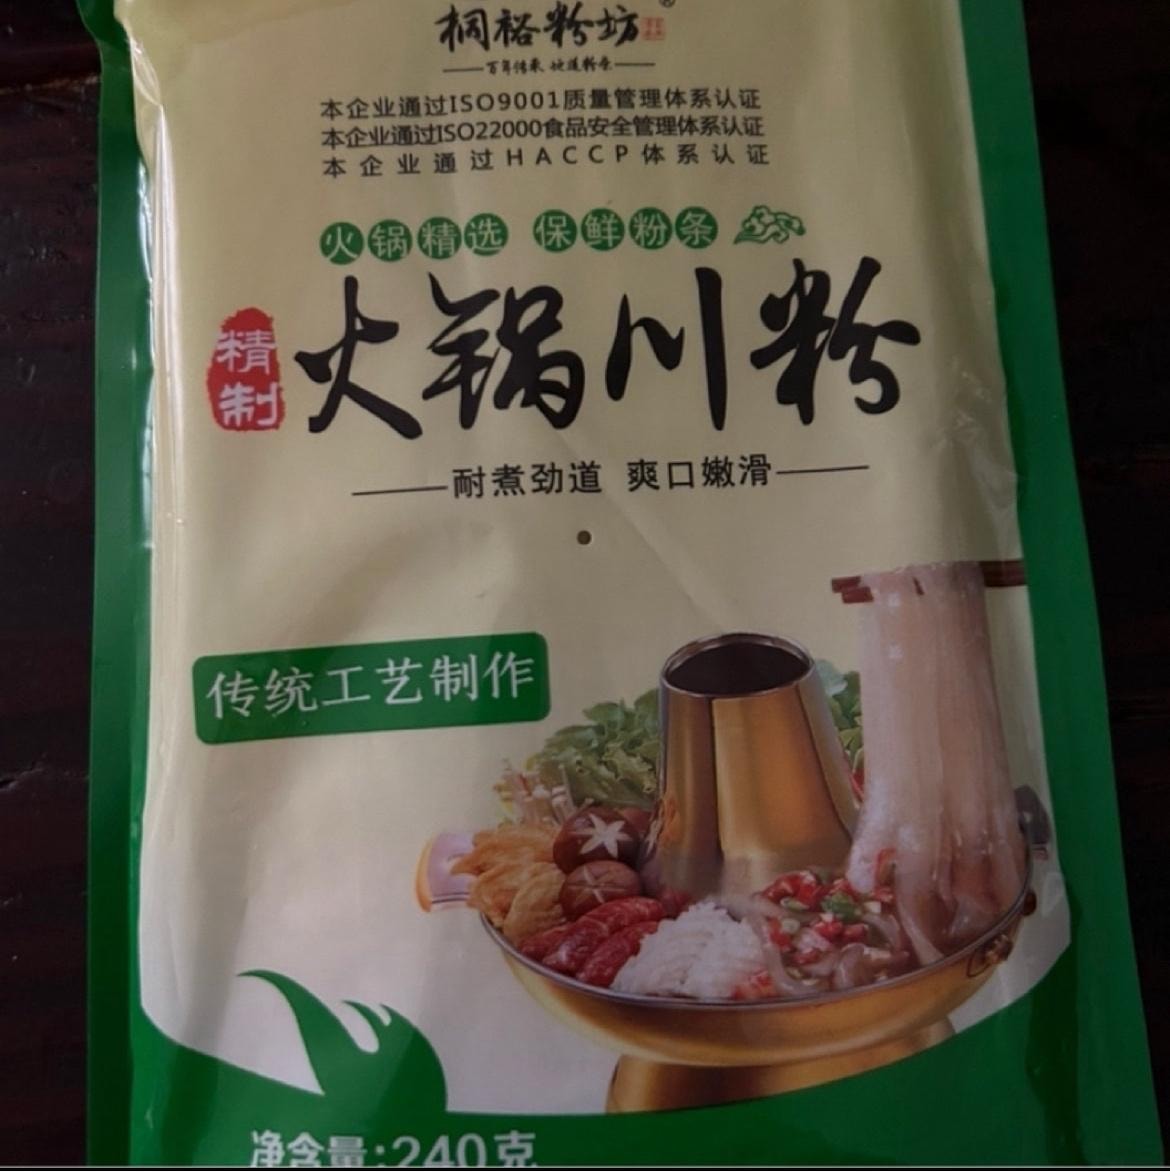 桐裕粉坊®
百年传承 地道粉条
本企业通过ISO9001质量管理体系认证
本企业通过ISO22000食品安全管理体系认证
本企业通过HACCP体系认证
火锅精选 保鲜粉条
精制
火锅川粉
耐煮劲道 爽口嫩滑
传统工艺制作
净含量:240克